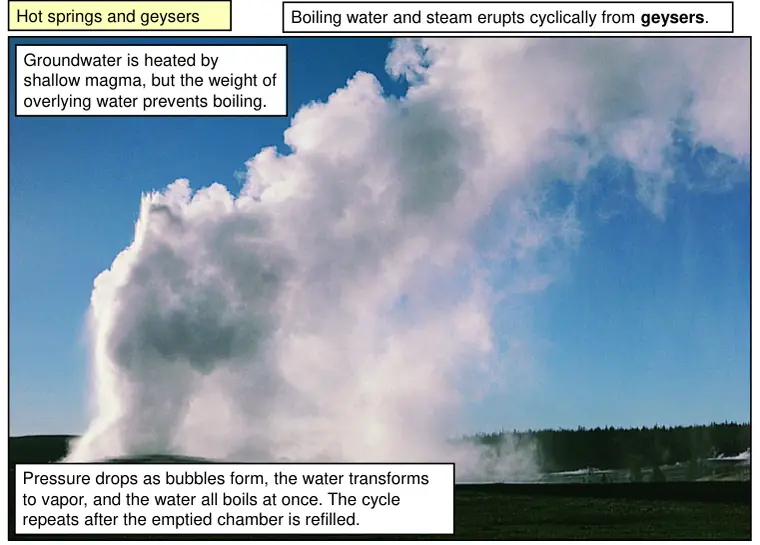 Hot springs and geysers
Boiling water and steam erupts cyclically from geysers.
Groundwater is heated by
shallow magma, but the weight of
overlying water prevents boiling.
Pressure drops as bubbles form, the water transforms
to vapor, and the water all boils at once. The cycle
repeats after the emptied chamber is refilled.